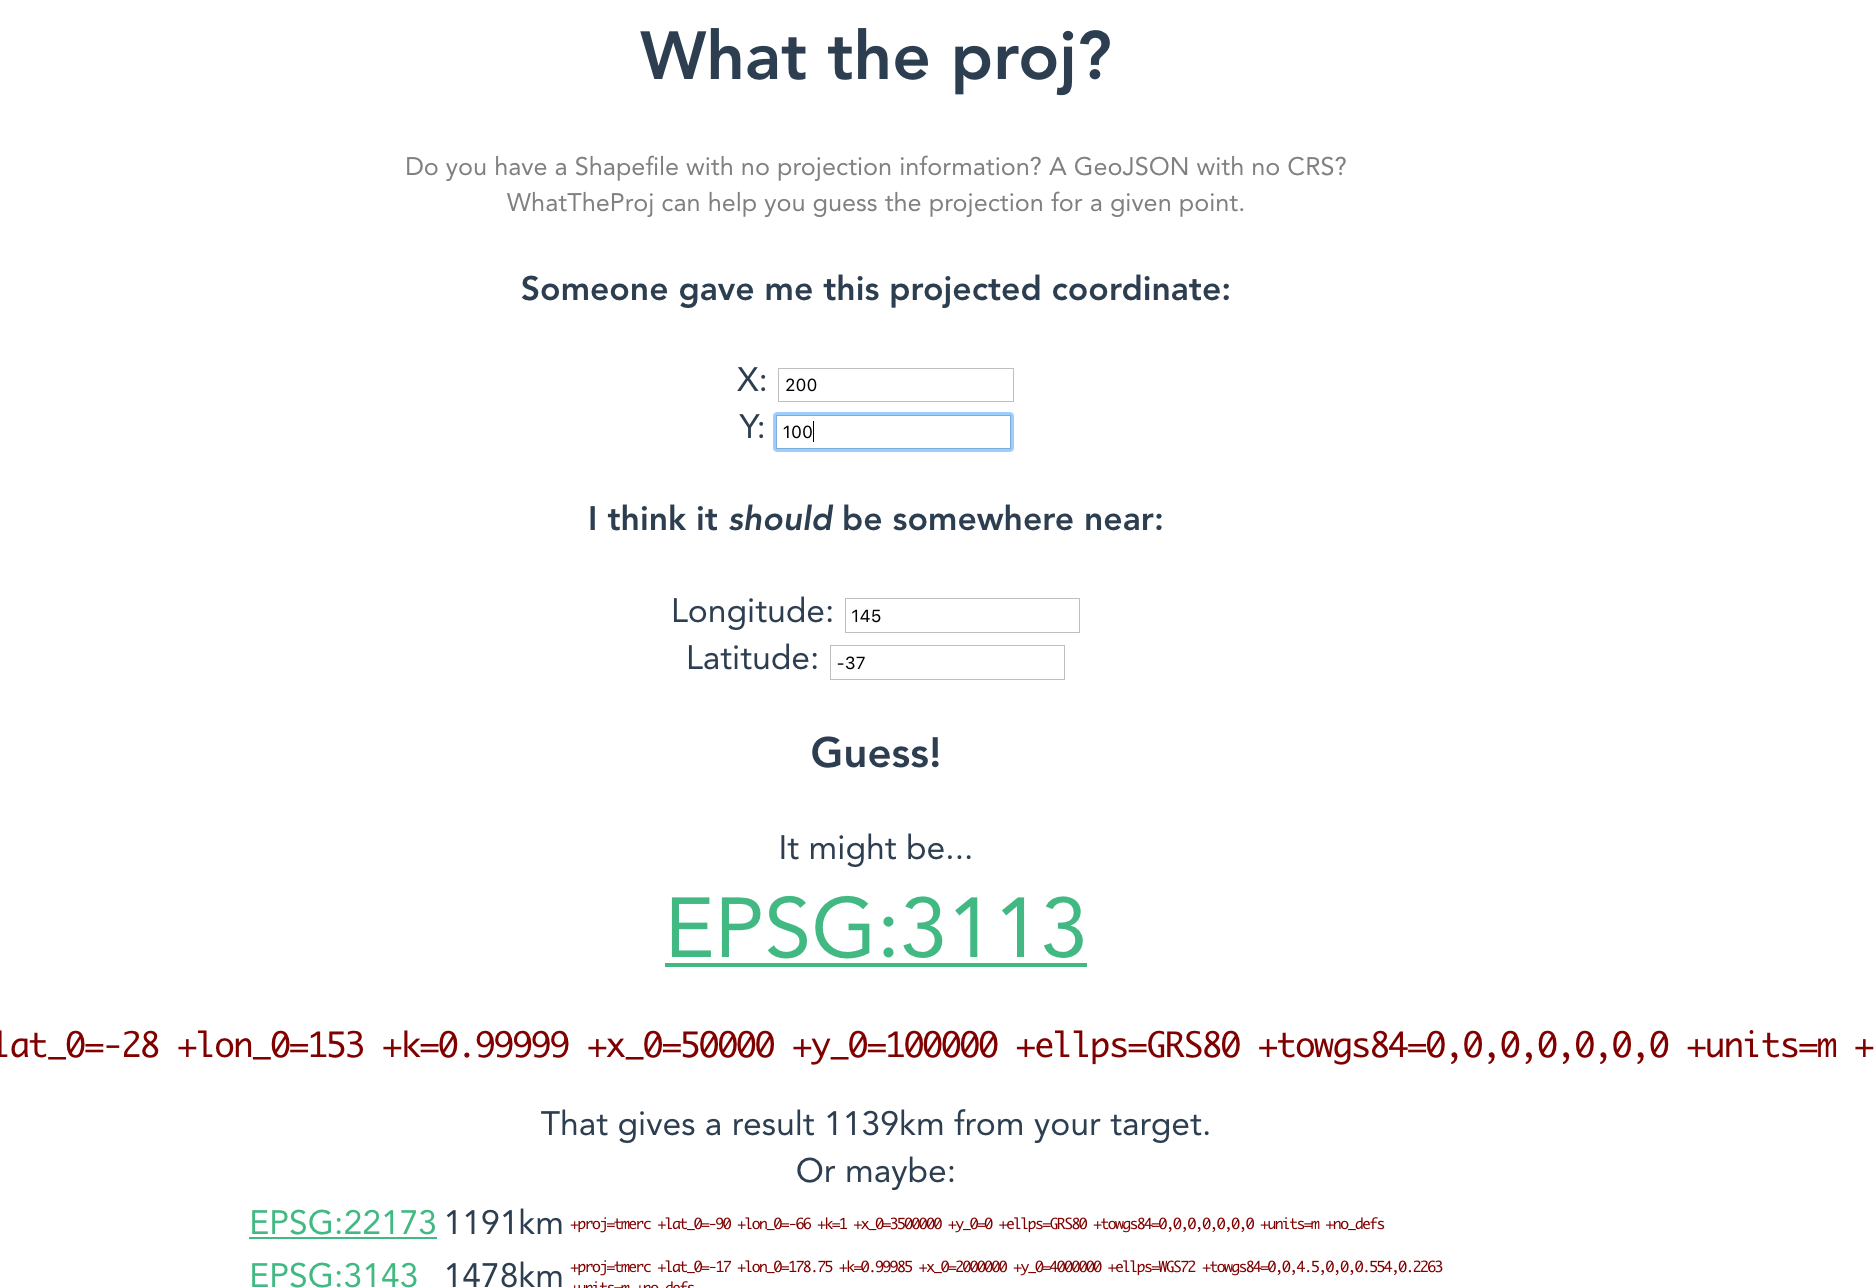 What the proj?
Do you have a Shapefile with no projection information? A GeoJSON with no CRS?
WhatTheProj can help you guess the projection for a given point.
Someone gave me this projected coordinate:
X: 200
Y: 100
I think it should be somewhere near:
Longitude: 145
Latitude: -37
Guess!
It might be...
EPSG:3113
lat_0=-28 +lon_0=153 +k=0.99999 +x_0=50000 +y_0=100000 +ellps=GRS80 +towgs84=0,0,0,0,0,0,0 +units=m +
That gives a result 1139km from your target.
Or maybe:
EPSG:22173 1191km +proj=tmerc +lat_0=-90 +lon_0=-66 +k=1 +x_0=3500000 +y_0=0 +ellps=GRS80 +towgs84=0,0,0,0,0,0,0 +units=m +no_defs
EPSG:3143 1478km +proj=tmerc +lat_0=-17 +lon_0=178.75 +k=0.99985 +x_0=2000000 +y_0=4000000 +ellps=WGS72 +towgs84=0,0,4.5,0,0,0.554,0.2263
+units=m +no_defs